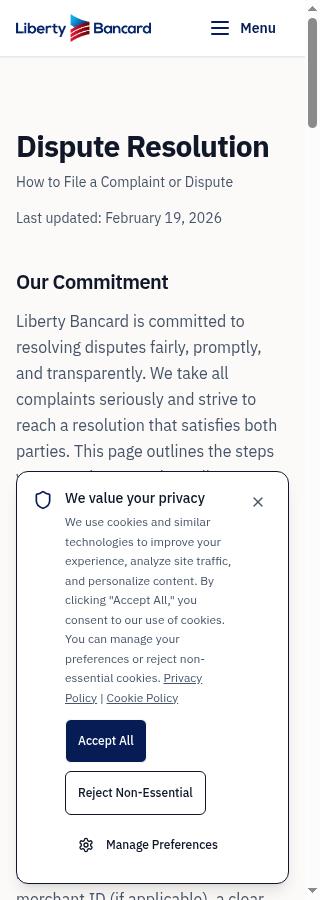 Liberty Bancard
Menu
Dispute Resolution
How to File a Complaint or Dispute
Last updated: February 19, 2026
Our Commitment
Liberty Bancard is committed to
resolving disputes fairly, promptly,
and transparently. We take all
complaints seriously and strive to
reach a resolution that satisfies both
parties. This page outlines the steps
We value your privacy
We use cookies and similar
technologies to improve your
experience, analyze site traffic,
and personalize content. By
clicking "Accept All," you
consent to our use of cookies.
You can manage your
preferences or reject non-
essential cookies. Privacy
Policy | Cookie Policy
Accept All
Reject Non-Essential
Manage Preferences
merchant ID (if applicable), a clear